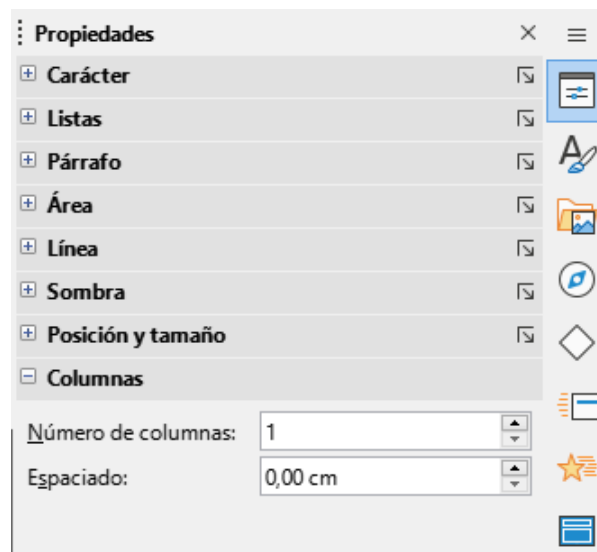 Propiedades
Carácter
Listas
Párrafo
Área
Línea
Sombra
Posición y tamaño
Columnas
Número de columnas: 1
Espaciado: 0,00 cm